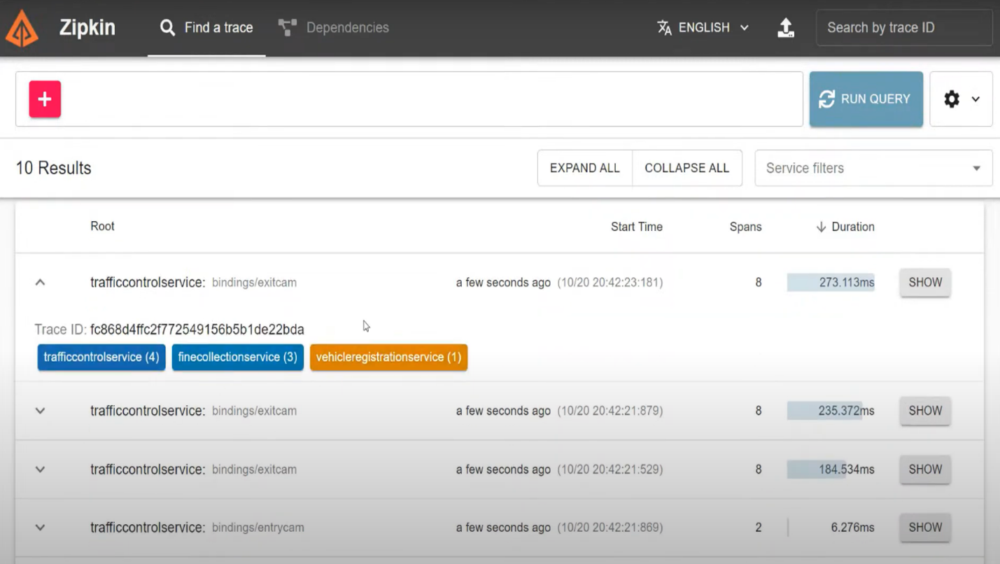 Zipkin Find a trace Dependencies ENGLISH Search by trace ID
+ RUN QUERY
10 Results EXPAND ALL COLLAPSE ALL Service filters
Root Start Time Spans Duration
trafficcontrolservice: bindings/exitcam a few seconds ago (10/20 20:42:23:181) 8 273.113ms SHOW
Trace ID: fc868d4ffc2f772549156b5b1de22bda
trafficcontrolservice (4) finecollectionservice (3) vehicleregistrationservice (1)
trafficcontrolservice: bindings/exitcam a few seconds ago (10/20 20:42:21:879) 8 235.372ms SHOW
trafficcontrolservice: bindings/exitcam a few seconds ago (10/20 20:42:21:529) 8 184.534ms SHOW
trafficcontrolservice: bindings/entrycam a few seconds ago (10/20 20:42:21:869) 2 6.276ms SHOW